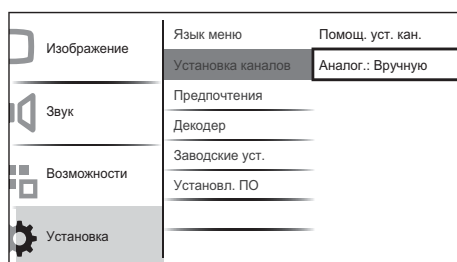 Изображение
Звук
Возможности
Установка
Язык меню
Установка каналов
Предпочтения
Декодер
Заводские уст.
Установл. ПО
Помощ. уст. кан.
Аналог.: Вручную